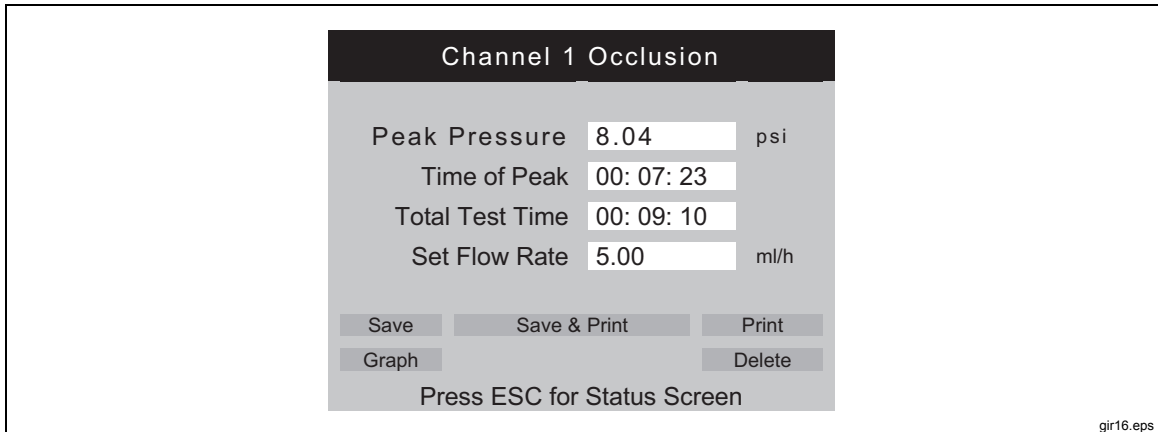 Channel 1 Occlusion
Peak Pressure 8.04 psi
Time of Peak 00: 07: 23
Total Test Time 00: 09: 10
Set Flow Rate 5.00 ml/h
Save Save & Print Print
Graph Delete
Press ESC for Status Screen
gir16.eps